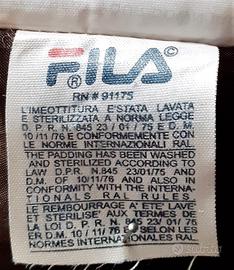 FILA
®
©
RN # 91175
L'IMEOTTITURA E'STATA LAVATA
E STERILIZZATA A NORMA LEGGE
D. P. R. N. 845 23 / 01 / 75 E D. M.
10/11/76 E CONFORMEMENTE CON
LE NORME INTERNAZIONALI RAL.
THE PADDING HAS BEEN WASHED
AND STERILIZED ACCORDING TO
LAW D.P.R. N.845 23/01/75 AND
D. M. OF 10/11/76 AND ALSO IN
CONFORMITY WITH THE INTERNA-
TIONALS RAL RULES.
LE REMBOURRAGE A' ETE' LAVE'
ET STERILISE' AUX TERMES DE
LA LOI D. P. R. N. 845 23/ 01/ 75
D. M. 10/ 11/ 76 E' SELON LES
NORMES INTERNATIONALES RAL.